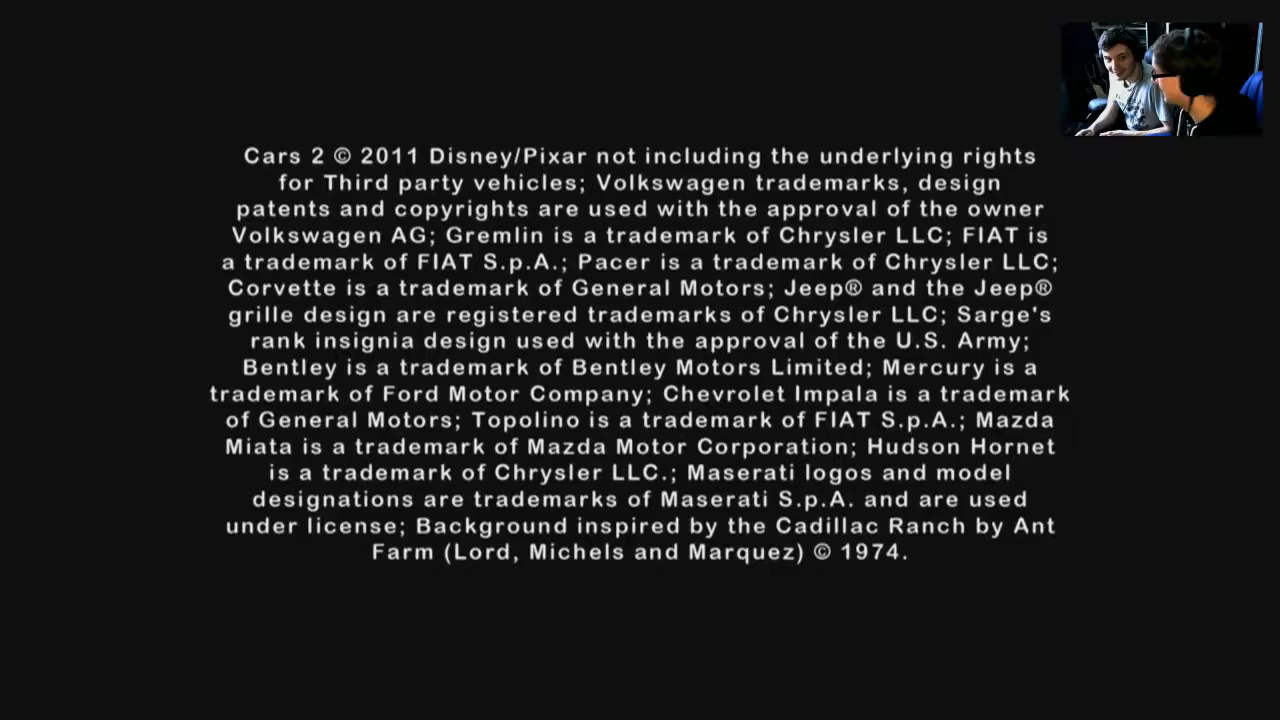 Cars 2 © 2011 Disney/Pixar not including the underlying rights
for Third party vehicles; Volkswagen trademarks, design
patents and copyrights are used with the approval of the owner
Volkswagen AG; Gremlin is a trademark of Chrysler LLC; FIAT is
a trademark of FIAT S.p.A.; Pacer is a trademark of Chrysler LLC;
Corvette is a trademark of General Motors; Jeep® and the Jeep®
grille design are registered trademarks of Chrysler LLC; Sarge's
rank insignia design used with the approval of the U.S. Army;
Bentley is a trademark of Bentley Motors Limited; Mercury is a
trademark of Ford Motor Company; Chevrolet Impala is a trademark
of General Motors; Topolino is a trademark of FIAT S.p.A.; Mazda
Miata is a trademark of Mazda Motor Corporation; Hudson Hornet
is a trademark of Chrysler LLC.; Maserati logos and model
designations are trademarks of Maserati S.p.A. and are used
under license; Background inspired by the Cadillac Ranch by Ant
Farm (Lord, Michels and Marquez) © 1974.